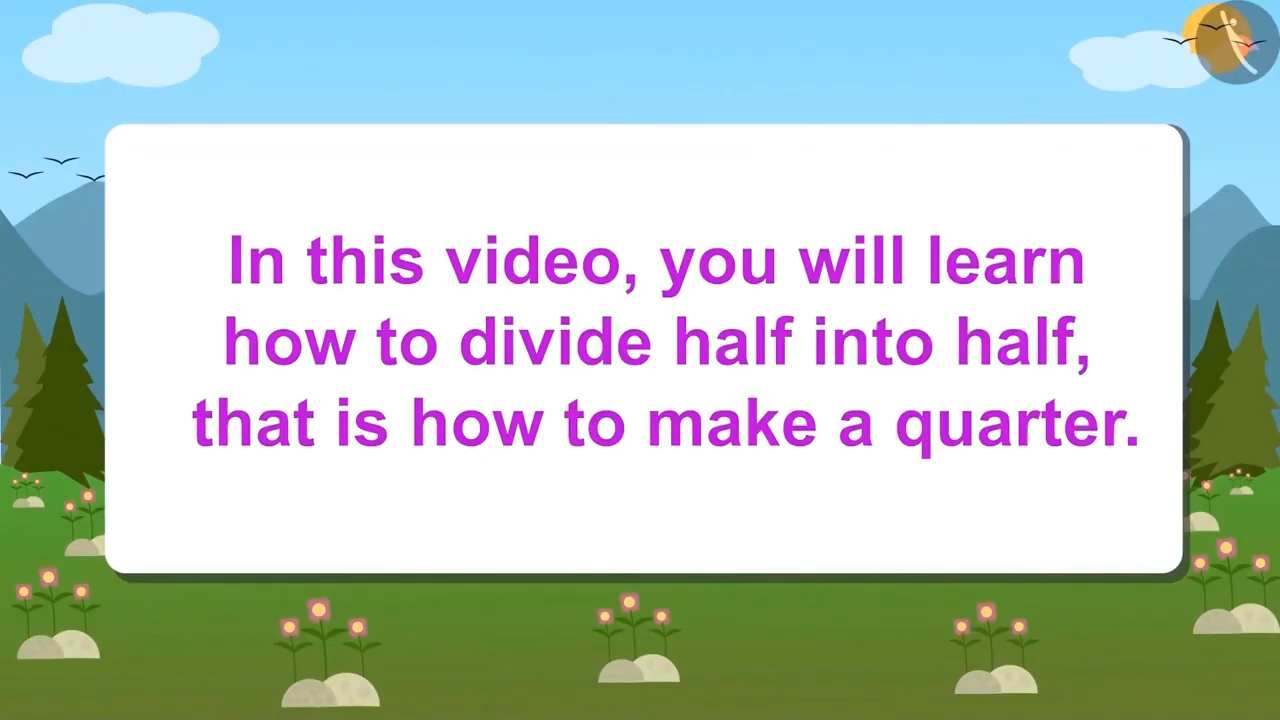 In this video, you will learn
how to divide half into half,
that is how to make a quarter.